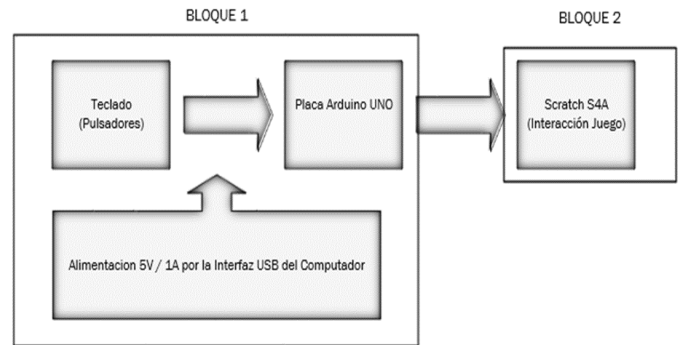 BLOQUE 1
BLOQUE 2
Teclado
(Pulsadores)
Placa Arduino UNO
Scratch S4A
(Interacción Juego)
Alimentacion 5V / 1A por la Interfaz USB del Computador